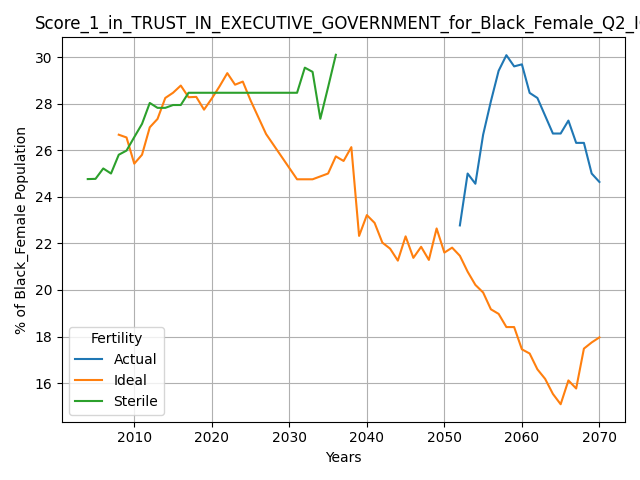 Score_1_in_TRUST_IN_EXECUTIVE_GOVERNMENT_for_Black_Female_Q2_I
% of Black_Female Population
30
28
26
24
22
20
18
16
Fertility
Actual
Ideal
Sterile
2010 2020 2030 2040 2050 2060 2070
Years